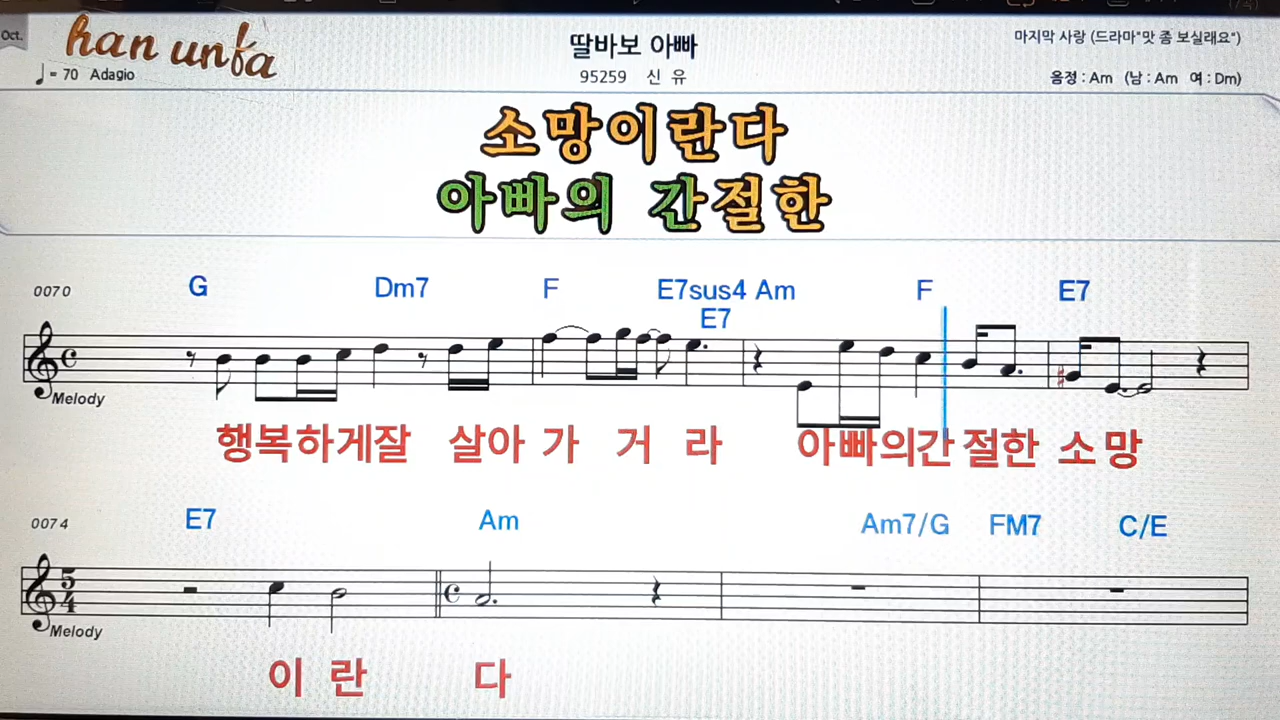 Oct.
han unfa
= 70 Adagio
딸바보 아빠
95259 신 유
마지막 사랑 (드라마"맛 좀 보실래요")
음정 : Am (남 : Am 여 : Dm)
소망이란다
아빠의 간절한
0070
G Dm7 F E7sus4 Am F E7
E7
Melody
행복하게잘 살아 가 거 라 아빠의간 절한 소망
0074
E7 Am Am7/G FM7 C/E
5
4
Melody
이 란 다